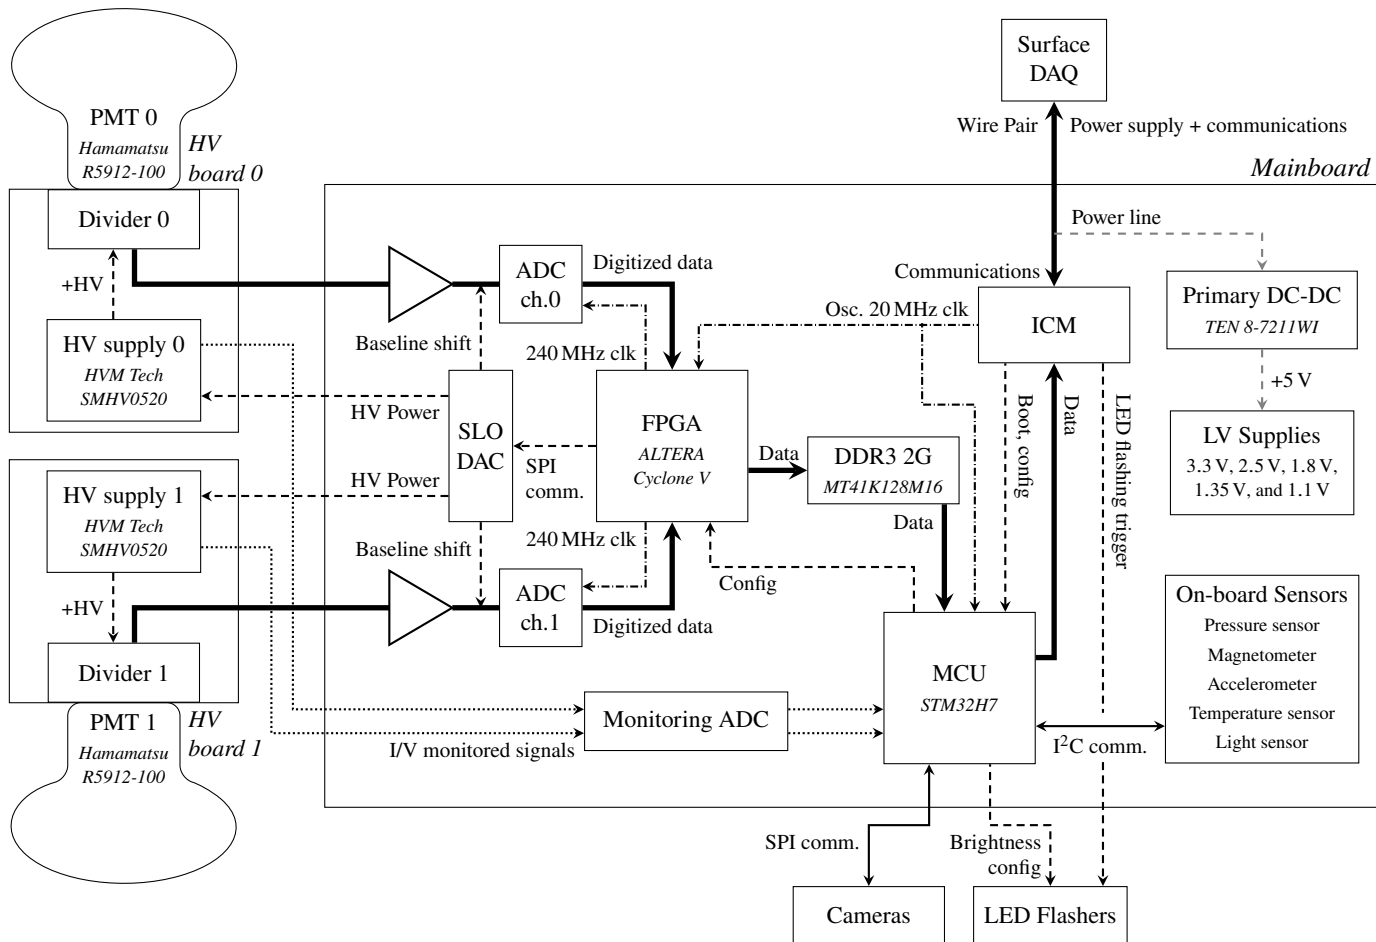 Surface
DAQ
PMT 0
Hamamatsu
R5912-100
HV
board 0
Wire Pair
Power supply + communications
Mainboard
Divider 0
Power line
+HV
Digitized data
ADC
ch.0
Communications
Primary DC-DC
TEN 8-7211WI
Osc. 20 MHz clk
ICM
HV supply 0
HVM Tech
SMHV0520
Baseline shift
240 MHz clk
+5 V
HV Power
SLO
DAC
FPGA
ALTERA
Cyclone V
SPI
comm.
Data
DDR3 2G
MT41K128M16
Boot, config
Data
LED flashing trigger
LV Supplies
3.3 V, 2.5 V, 1.8 V,
1.35 V, and 1.1 V
HV Power
HV supply 1
HVM Tech
SMHV0520
Data
Baseline shift
240 MHz clk
Config
+HV
ADC
ch.1
Digitized data
On-board Sensors
Pressure sensor
Magnetometer
Accelerometer
Temperature sensor
Light sensor
Divider 1
MCU
STM32H7
PMT 1
Hamamatsu
R5912-100
HV
board 1
Monitoring ADC
I/V monitored signals
I²C comm.
SPI comm.
Brightness
config
Cameras
LED Flashers